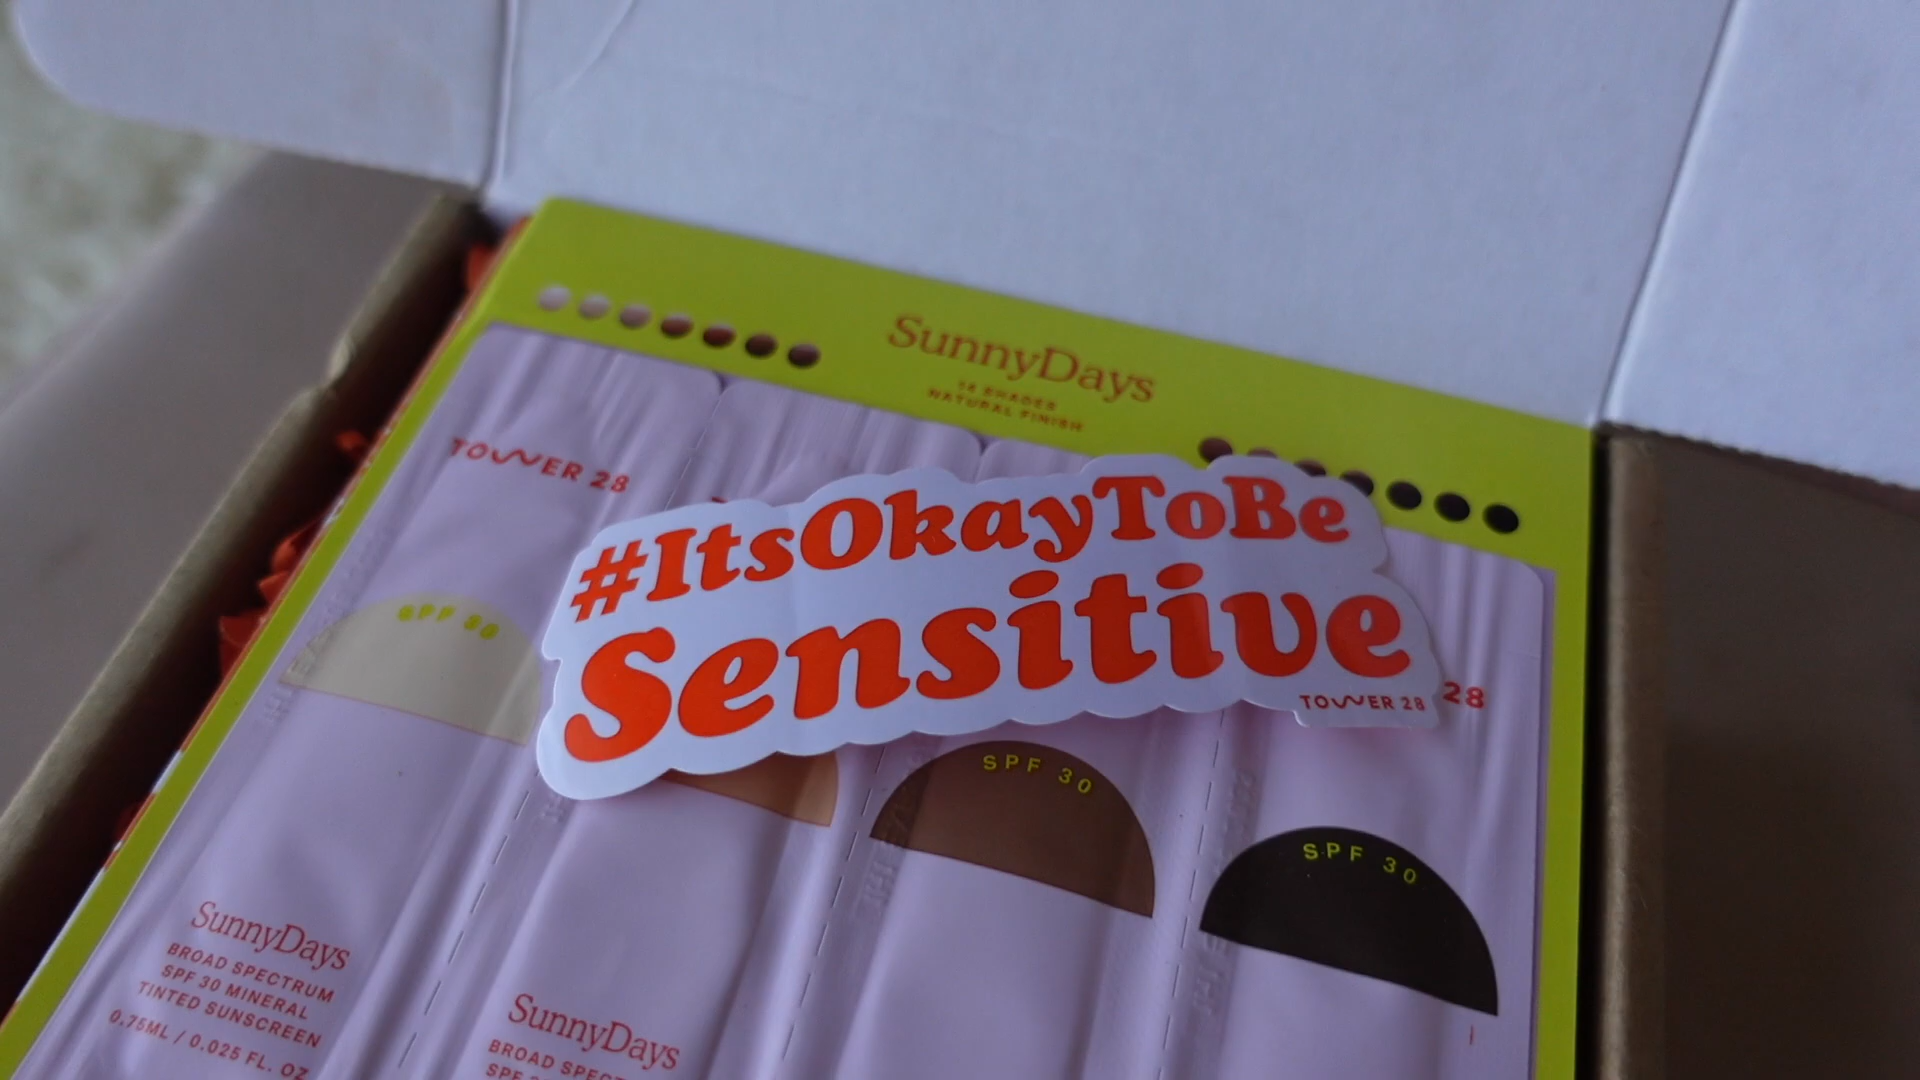 SunnyDays
14 SHADES
NATURAL FINISH
TOWER 28
#ItsOkayToBe
Sensitive
TOWER 28
28
SPF 30
SPF 30
SPF 30
SunnyDays
BROAD SPECTRUM
SPF 30 MINERAL
TINTED SUNSCREEN
0.75ML / 0.025 FL. OZ
SunnyDays
BROAD
SPF